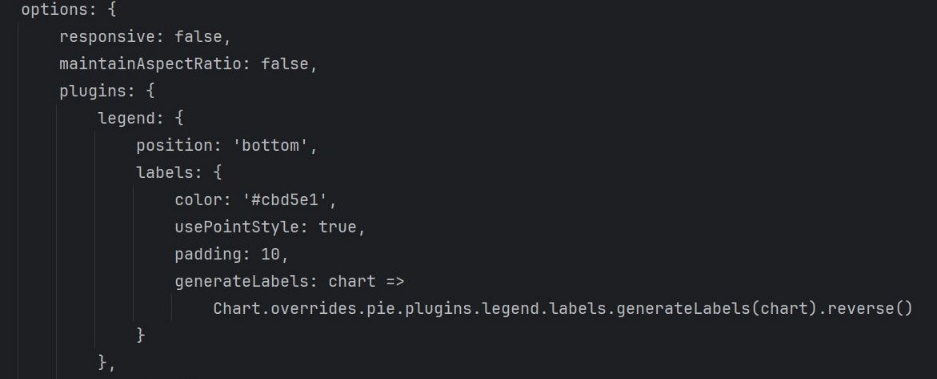 options: {
responsive: false,
maintainAspectRatio: false,
plugins: {
legend: {
position: 'bottom',
labels: {
color: '#cbd5e1',
usePointStyle: true,
padding: 10,
generateLabels: chart =>
Chart.overrides.pie.plugins.legend.labels.generateLabels(chart).reverse()
}
},